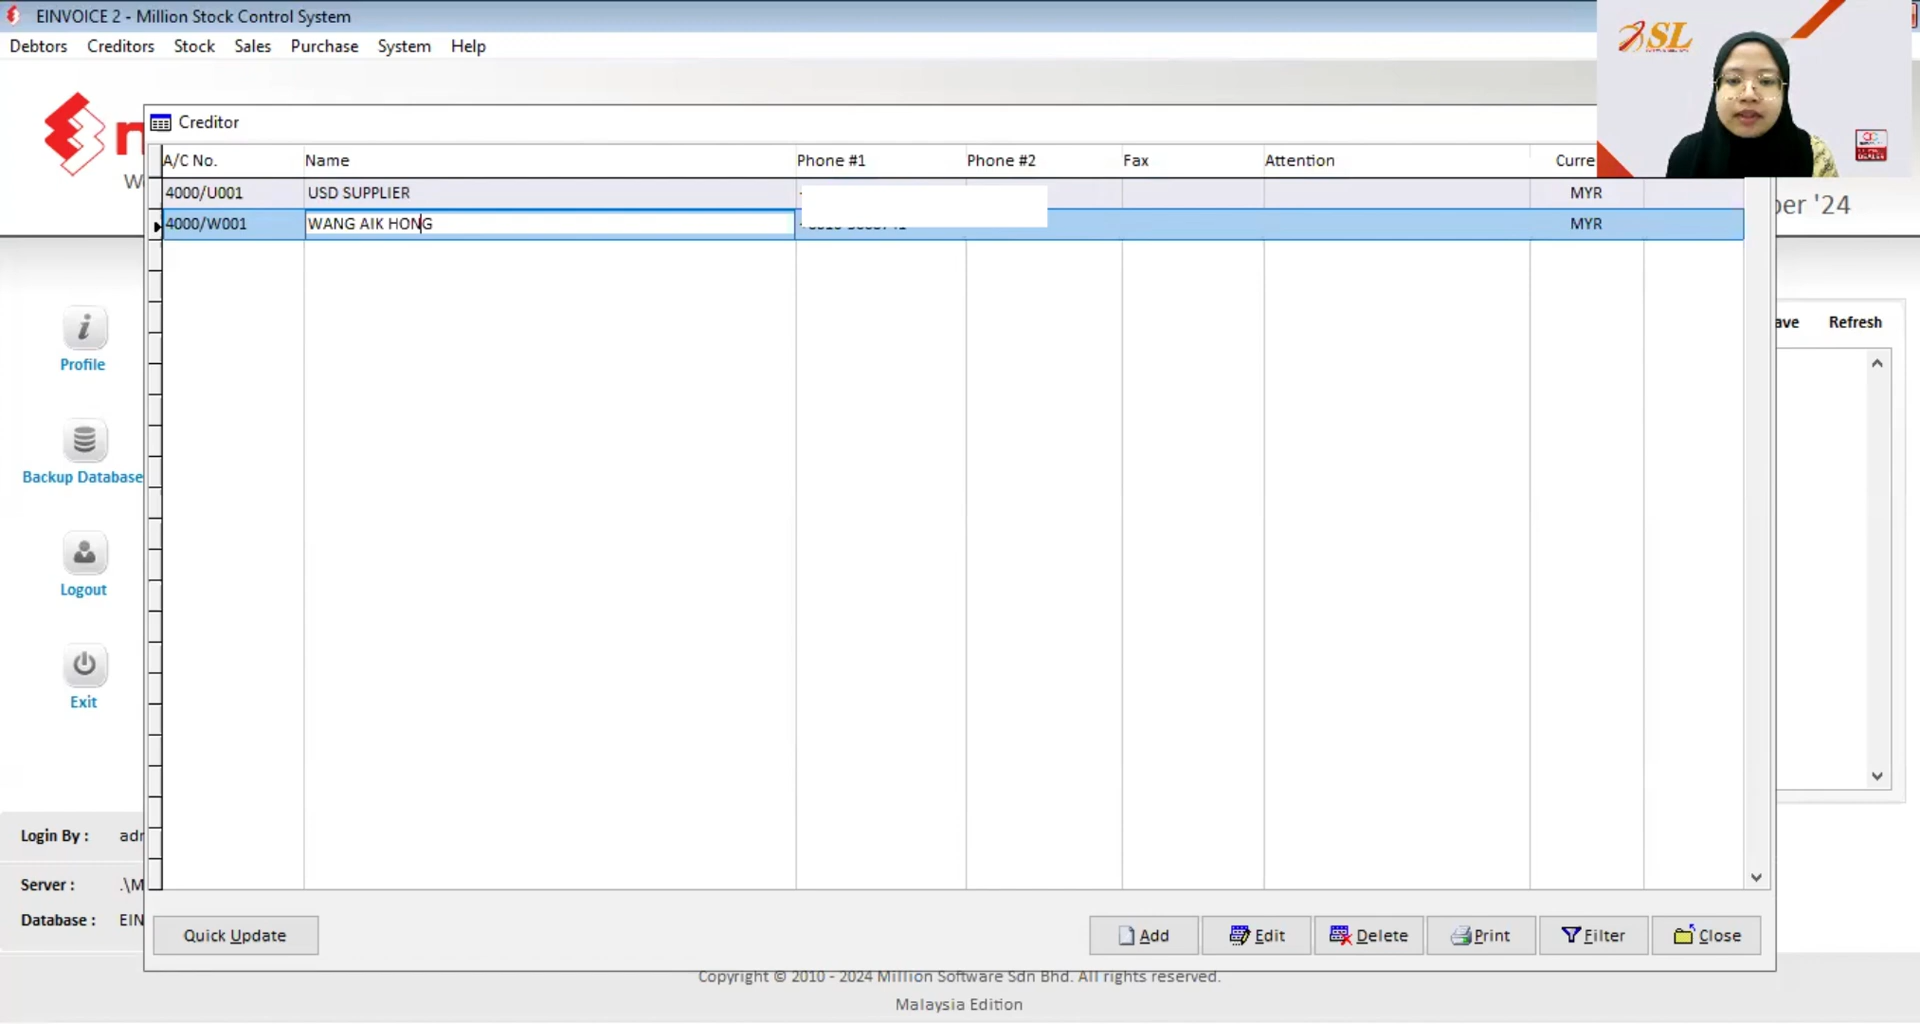 EINVOICE 2 - Million Stock Control System
Debtors Creditors Stock Sales Purchase System Help
SL
Creditor
A/C No. Name Phone #1 Phone #2 Fax Attention Curre
4000/U001 USD SUPPLIER MYR
4000/W001 WANG AIK HONG MYR
ber '24
Profile
Backup Database
Logout
Exit
ave Refresh
Login By : adr
Server : .\M
Database : EIN
Quick Update Add Edit Delete Print Filter Close
Copyright © 2010 - 2024 Million Software Sdn Bhd. All rights reserved.
Malaysia Edition